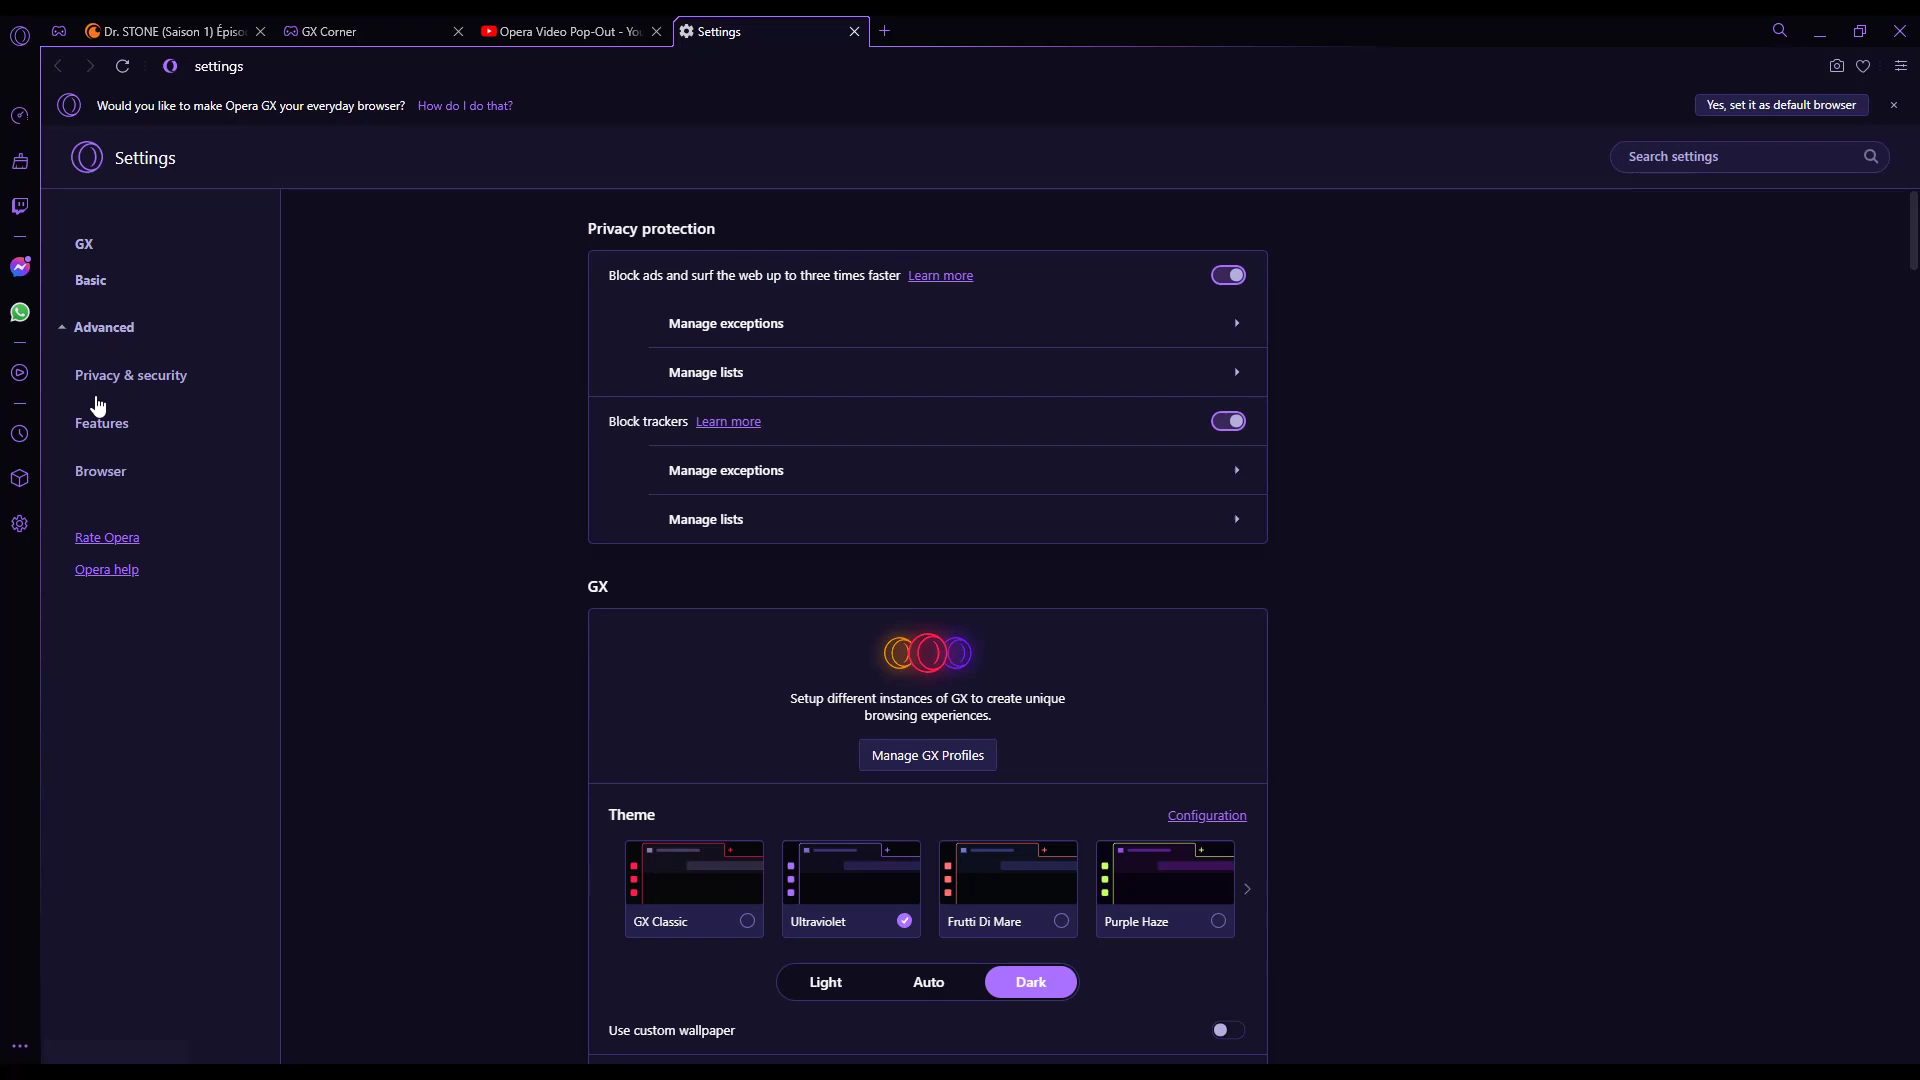 Dr. STONE (Saison 1) Épiso
GX Corner
Opera Video Pop-Out - You
Settings
settings
Would you like to make Opera GX your everyday browser? How do I do that?
Yes, set it as default browser
Settings
Search settings
GX
Basic
Advanced
Privacy & security
Features
Browser
Rate Opera
Opera help
Privacy protection
Block ads and surf the web up to three times faster Learn more
Manage exceptions
Manage lists
Block trackers Learn more
Manage exceptions
Manage lists
GX
Setup different instances of GX to create unique
browsing experiences.
Manage GX Profiles
Theme
Configuration
GX Classic
Ultraviolet
Frutti Di Mare
Purple Haze
Light
Auto
Dark
Use custom wallpaper